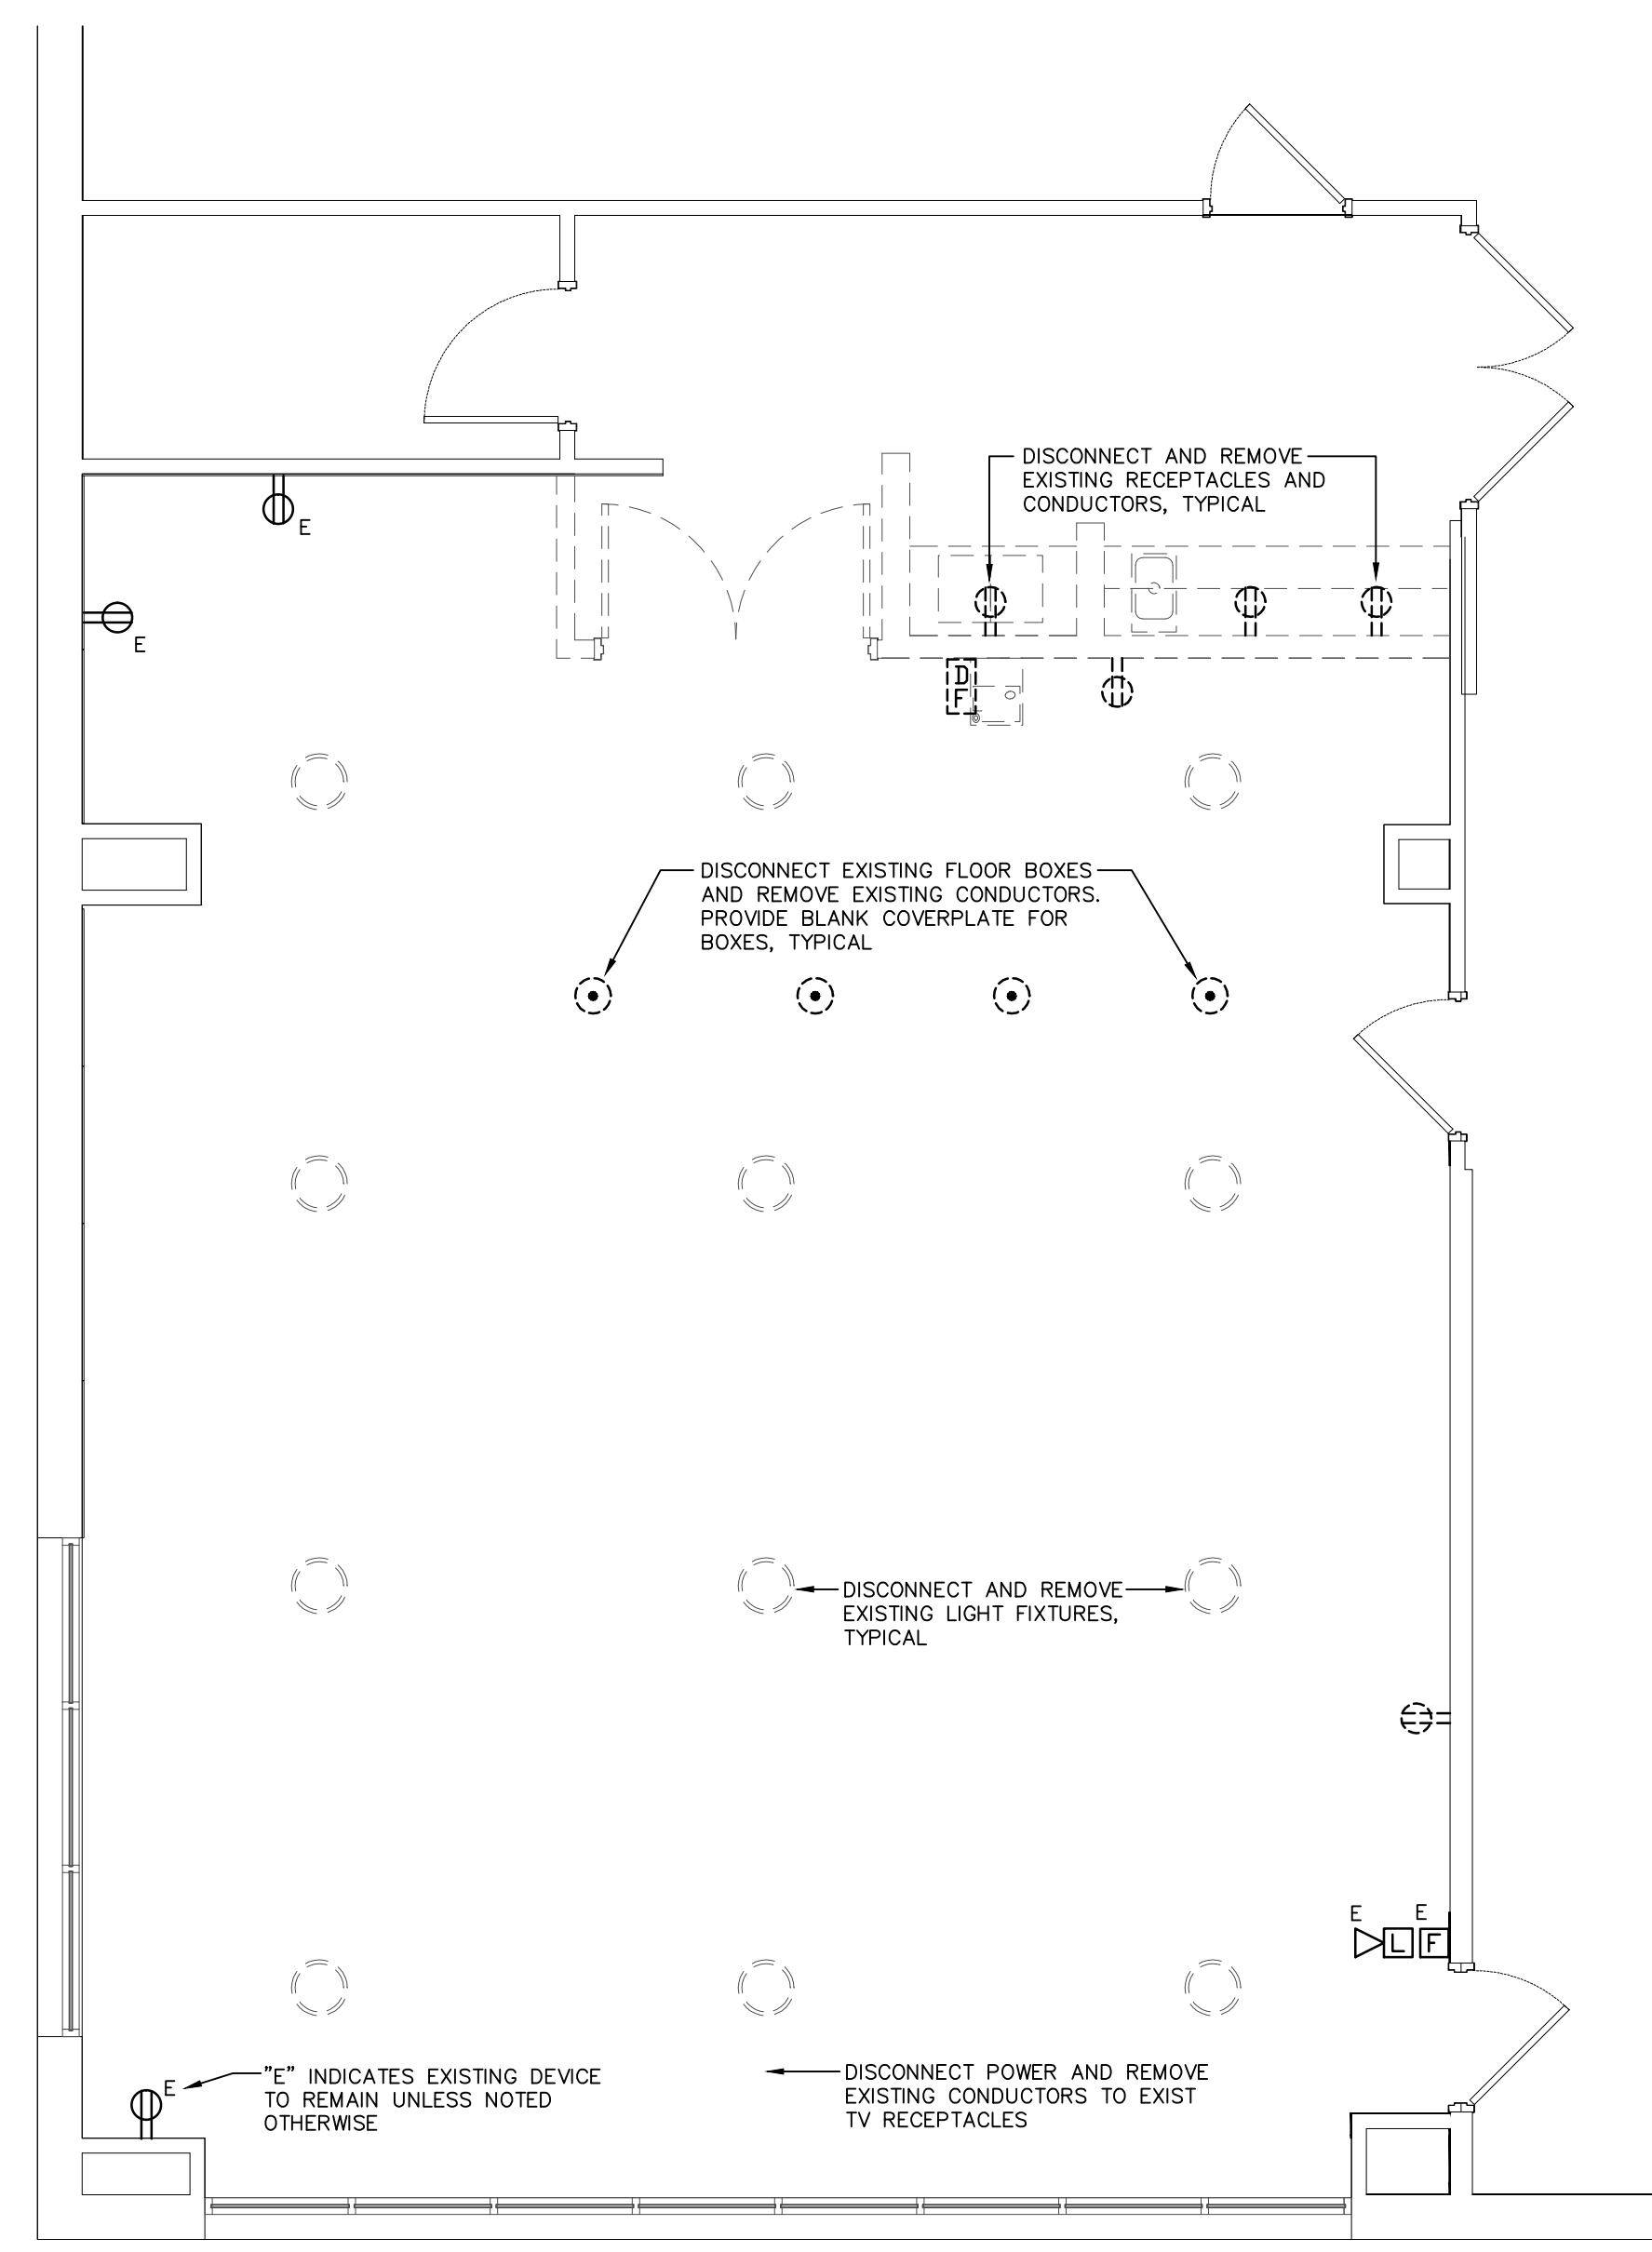 DISCONNECT AND REMOVE
EXISTING RECEPTACLES AND
CONDUCTORS, TYPICAL
E
E
D
F
DISCONNECT EXISTING FLOOR BOXES
AND REMOVE EXISTING CONDUCTORS.
PROVIDE BLANK COVERPLATE FOR
BOXES, TYPICAL
DISCONNECT AND REMOVE
EXISTING LIGHT FIXTURES,
TYPICAL
E E
L F
E
"E" INDICATES EXISTING DEVICE
TO REMAIN UNLESS NOTED
OTHERWISE
DISCONNECT POWER AND REMOVE
EXISTING CONDUCTORS TO EXIST
TV RECEPTACLES